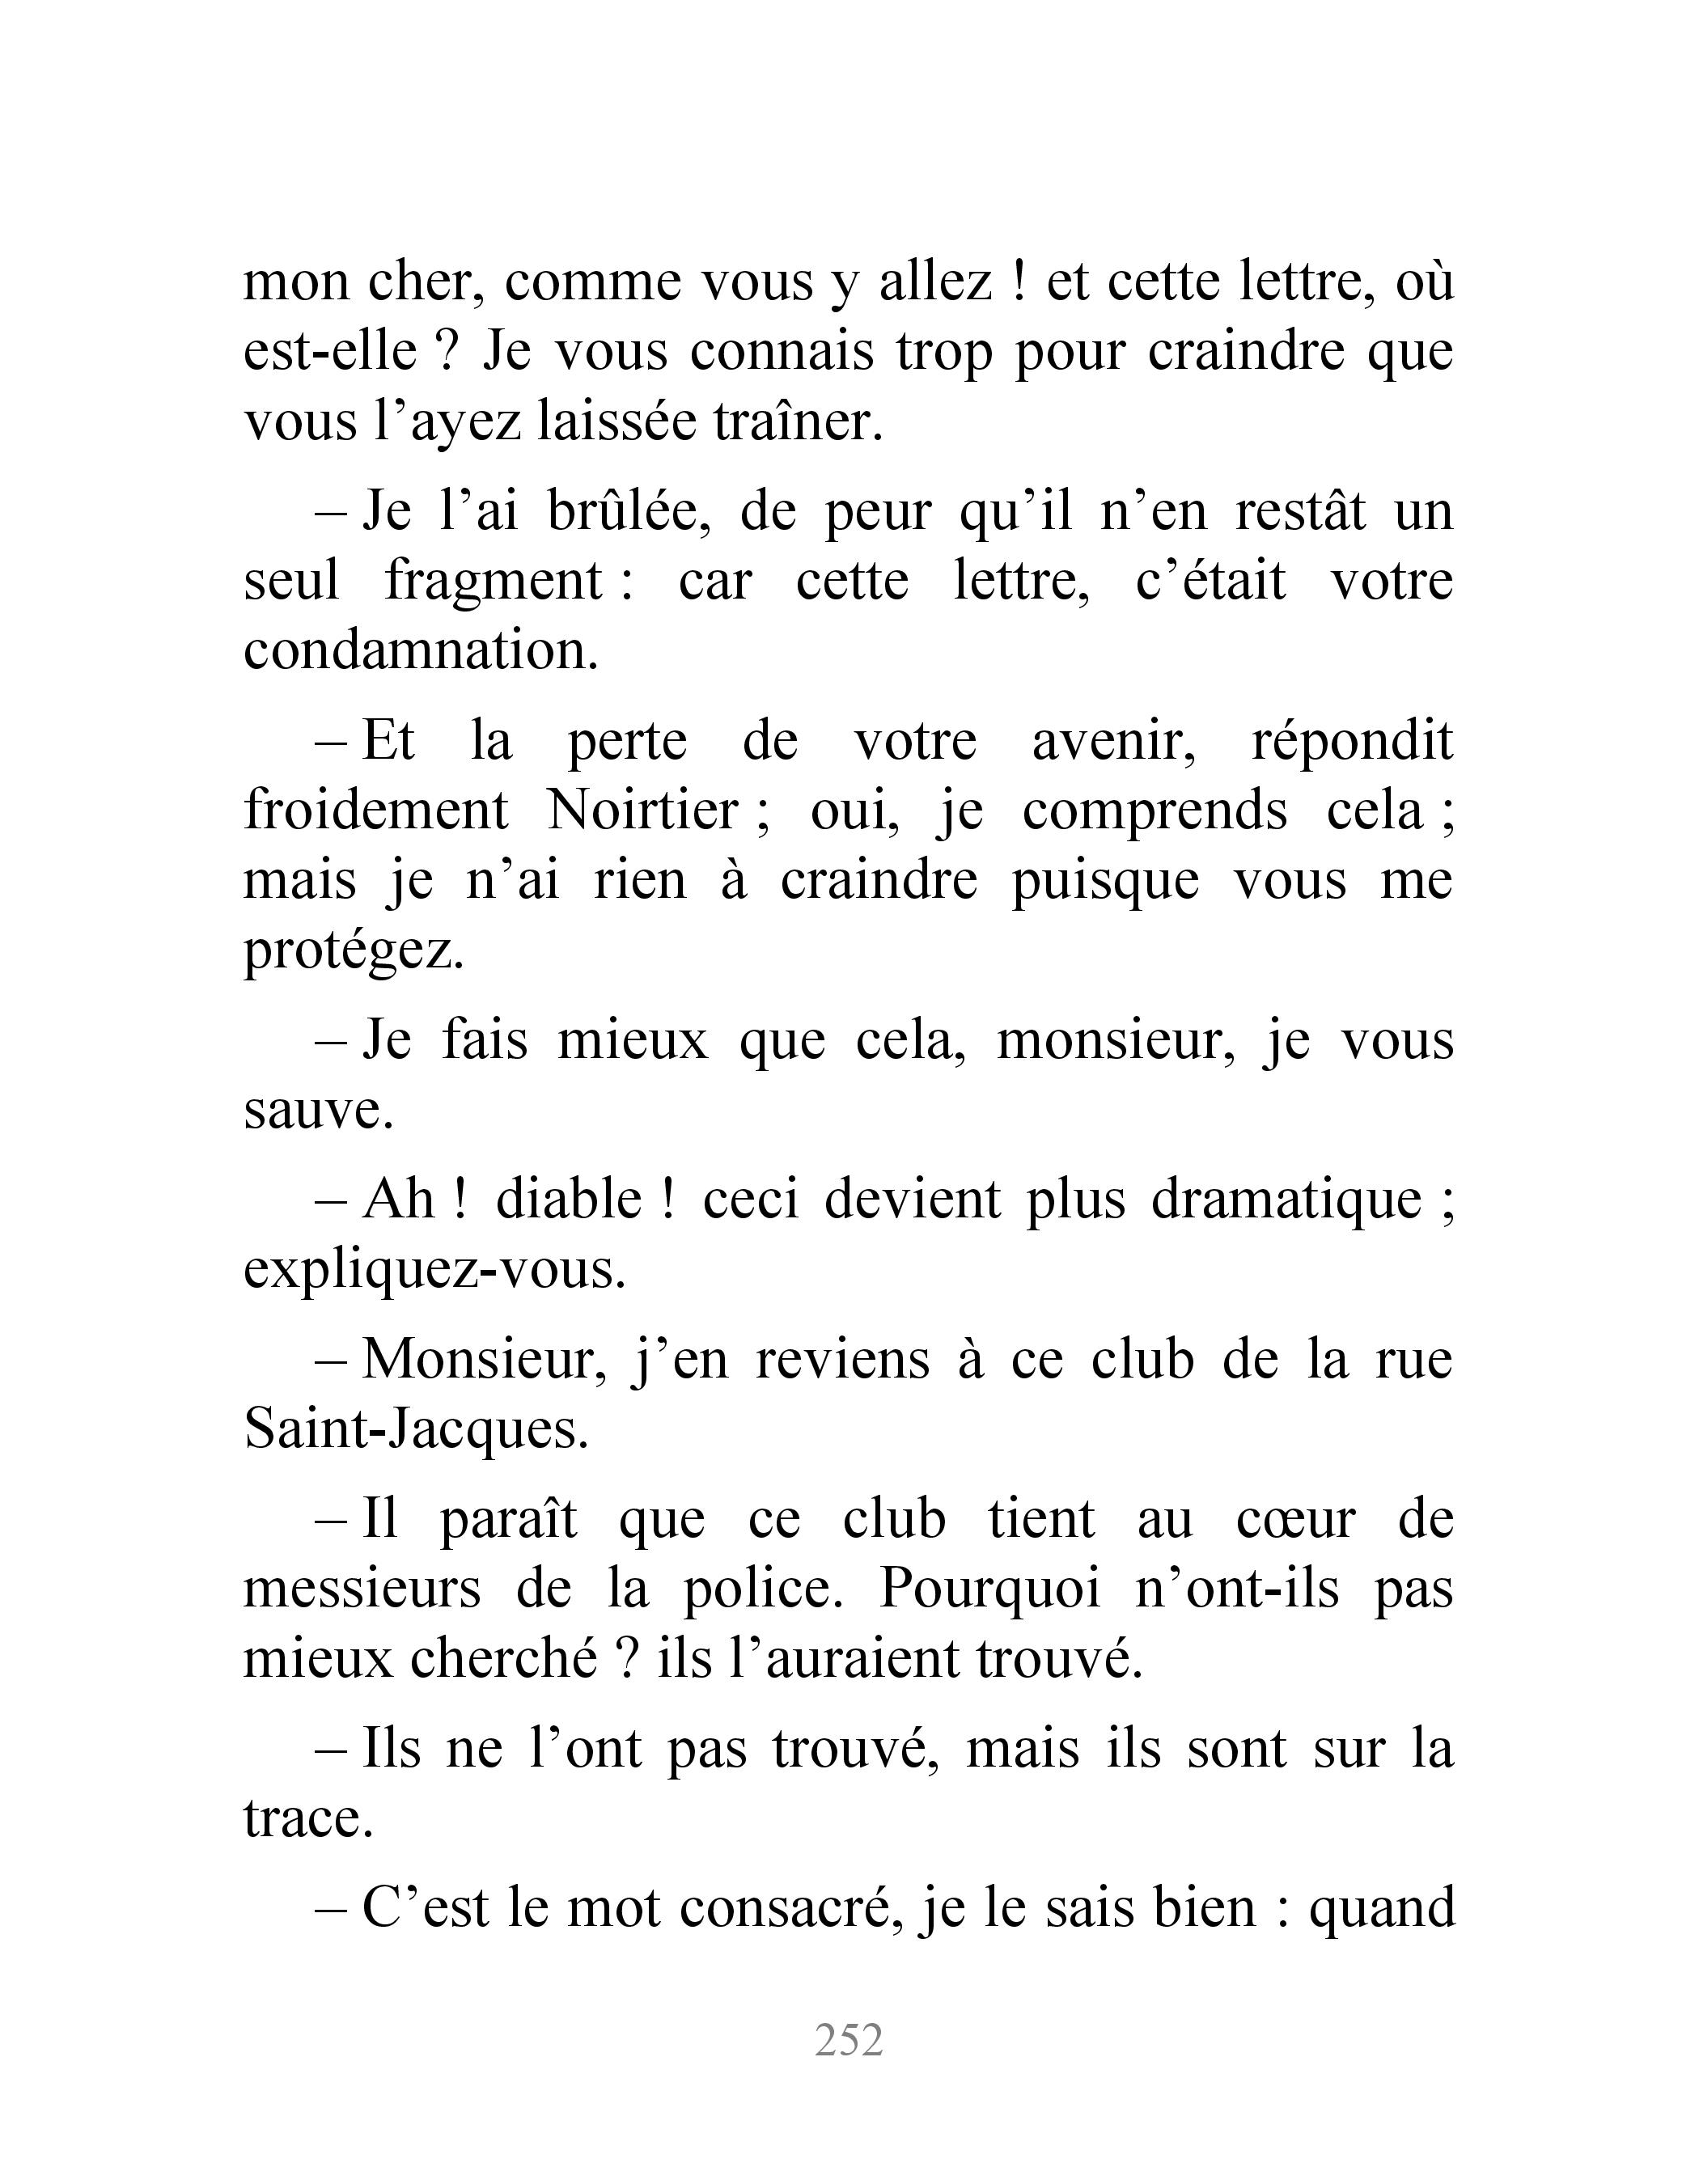 mon cher, comme vous y allez ! et cette lettre, où
est-elle ? Je vous connais trop pour craindre que
vous l’ayez laissée traîner.
– Je l’ai brûlée, de peur qu’il n’en restât un
seul fragment : car cette lettre, c’était votre
condamnation.
– Et la perte de votre avenir, répondit
froidement Noirtier ; oui, je comprends cela ;
mais je n’ai rien à craindre puisque vous me
protégez.
– Je fais mieux que cela, monsieur, je vous
sauve.
– Ah ! diable ! ceci devient plus dramatique ;
expliquez-vous.
– Monsieur, j’en reviens à ce club de la rue
Saint-Jacques.
– Il paraît que ce club tient au cœur de
messieurs de la police. Pourquoi n’ont-ils pas
mieux cherché ? ils l’auraient trouvé.
– Ils ne l’ont pas trouvé, mais ils sont sur la
trace.
– C’est le mot consacré, je le sais bien : quand
252